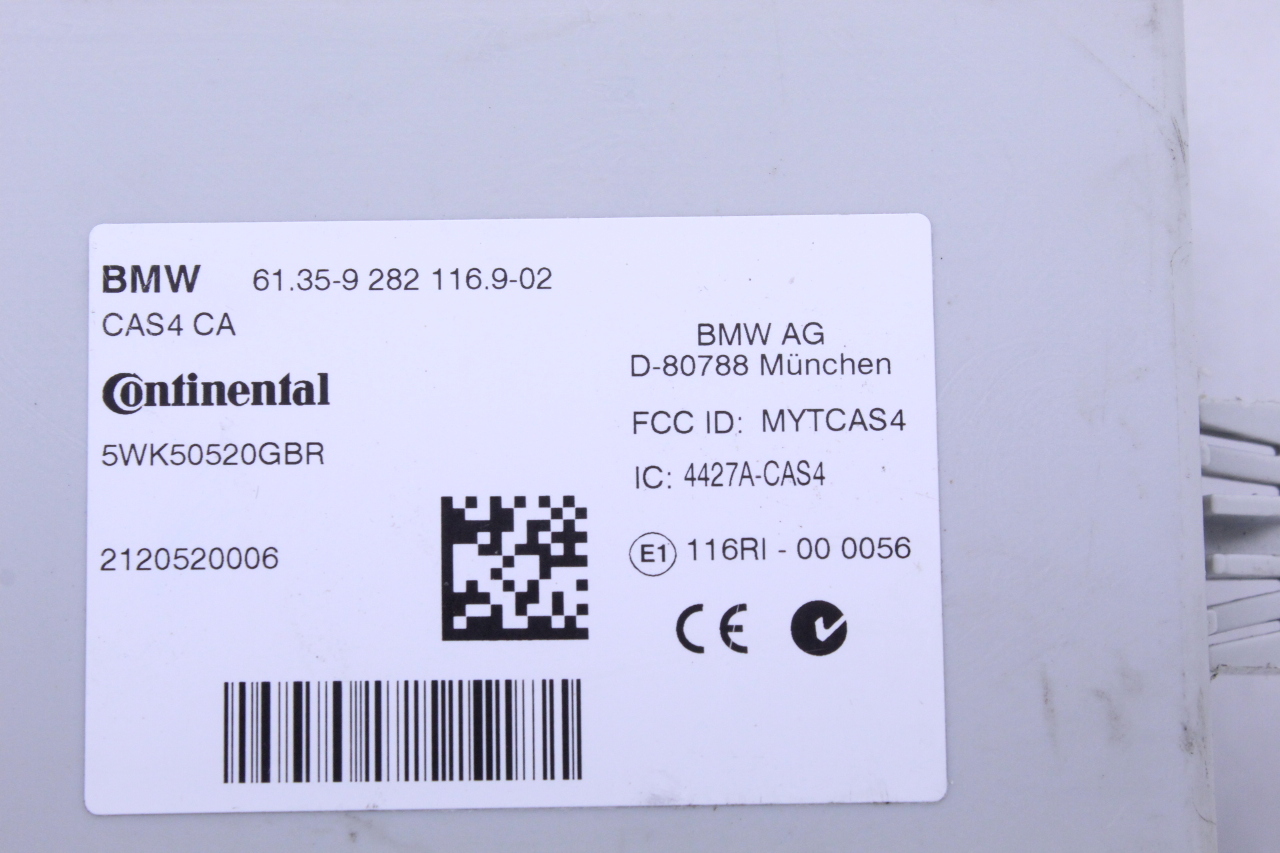 BMW 61.35-9 282 116.9-02
CAS4 CA
Continental
5WK50520GBR
2120520006
BMW AG
D-80788 München
FCC ID: MYTCAS4
IC: 4427A-CAS4
E1 116RI - 00 0056
CE